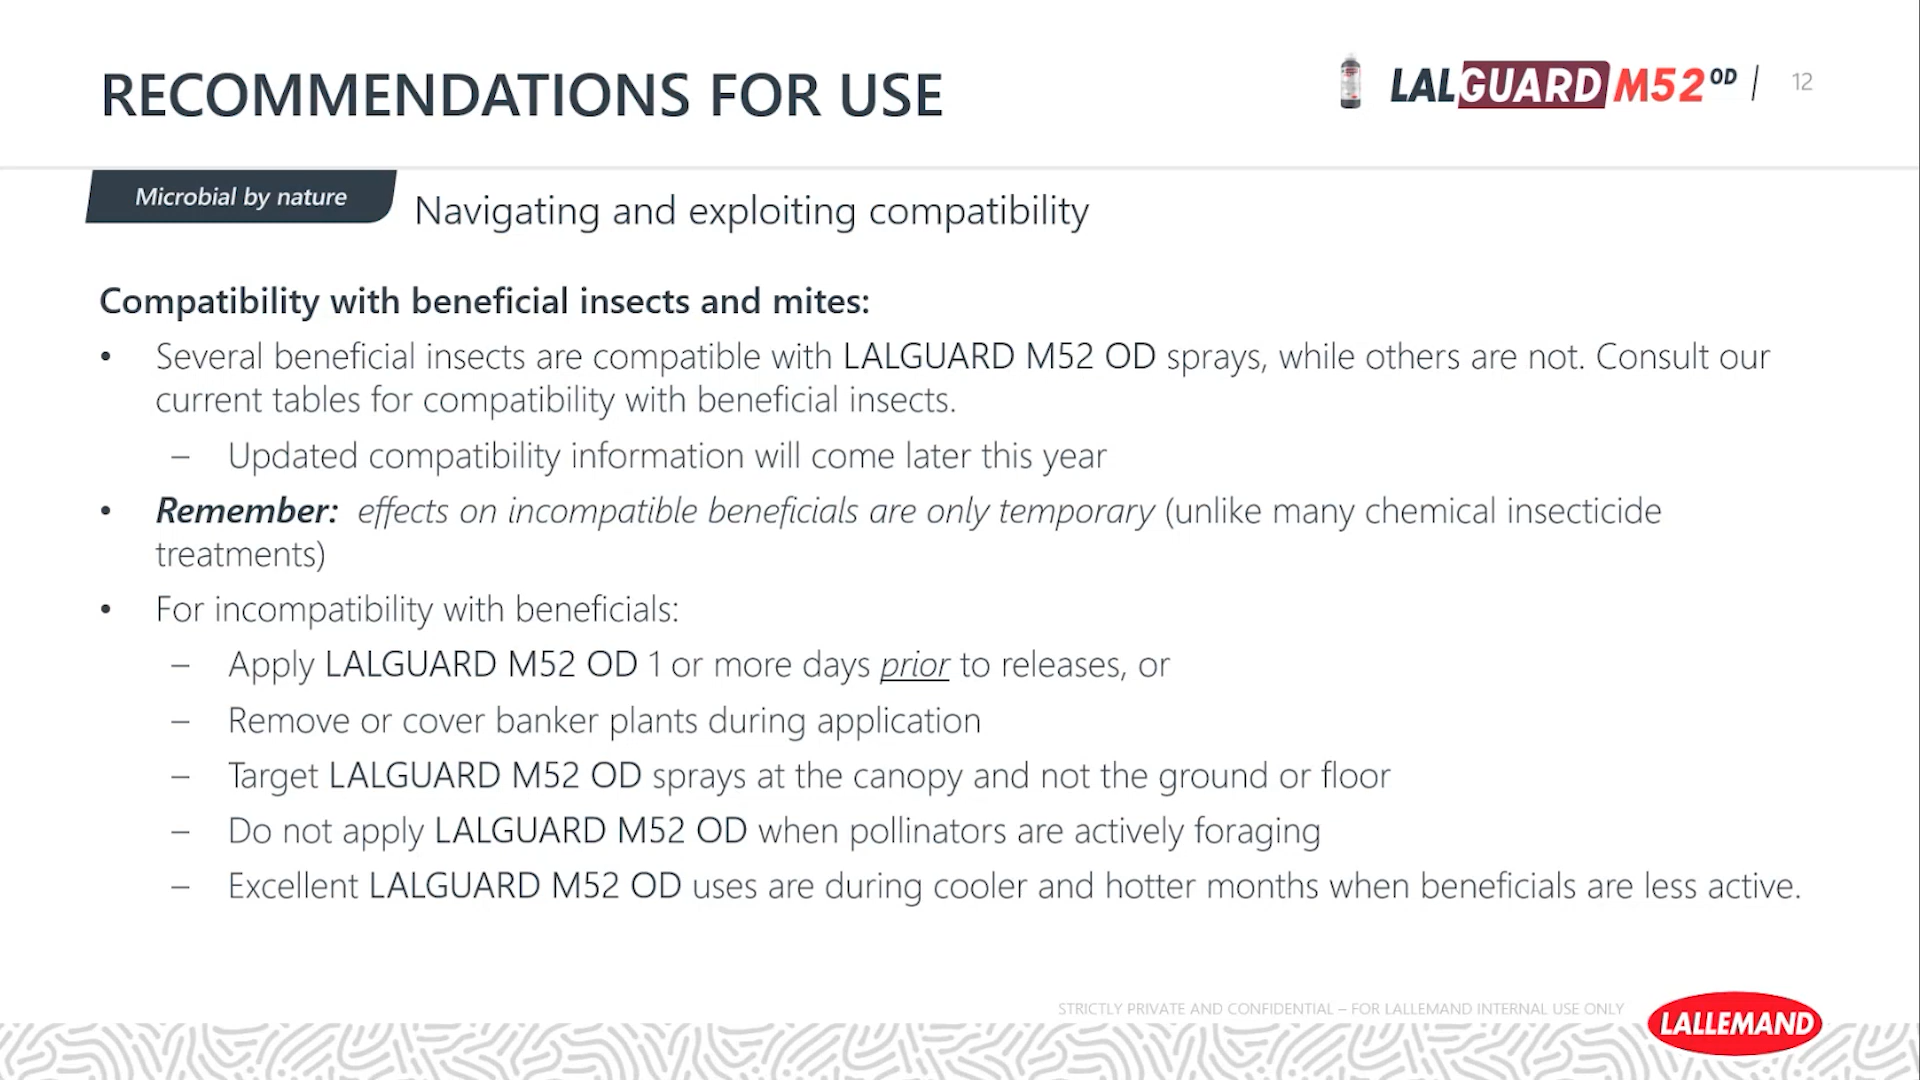 RECOMMENDATIONS FOR USE
LALGUARD M52 OD | 12
Microbial by nature
Navigating and exploiting compatibility
Compatibility with beneficial insects and mites:
• Several beneficial insects are compatible with LALGUARD M52 OD sprays, while others are not. Consult our
current tables for compatibility with beneficial insects.
– Updated compatibility information will come later this year
• Remember: effects on incompatible beneficials are only temporary (unlike many chemical insecticide
treatments)
• For incompatibility with beneficials:
– Apply LALGUARD M52 OD 1 or more days prior to releases, or
– Remove or cover banker plants during application
– Target LALGUARD M52 OD sprays at the canopy and not the ground or floor
– Do not apply LALGUARD M52 OD when pollinators are actively foraging
– Excellent LALGUARD M52 OD uses are during cooler and hotter months when beneficials are less active.
STRICTLY PRIVATE AND CONFIDENTIAL – FOR LALLEMAND INTERNAL USE ONLY
LALLEMAND